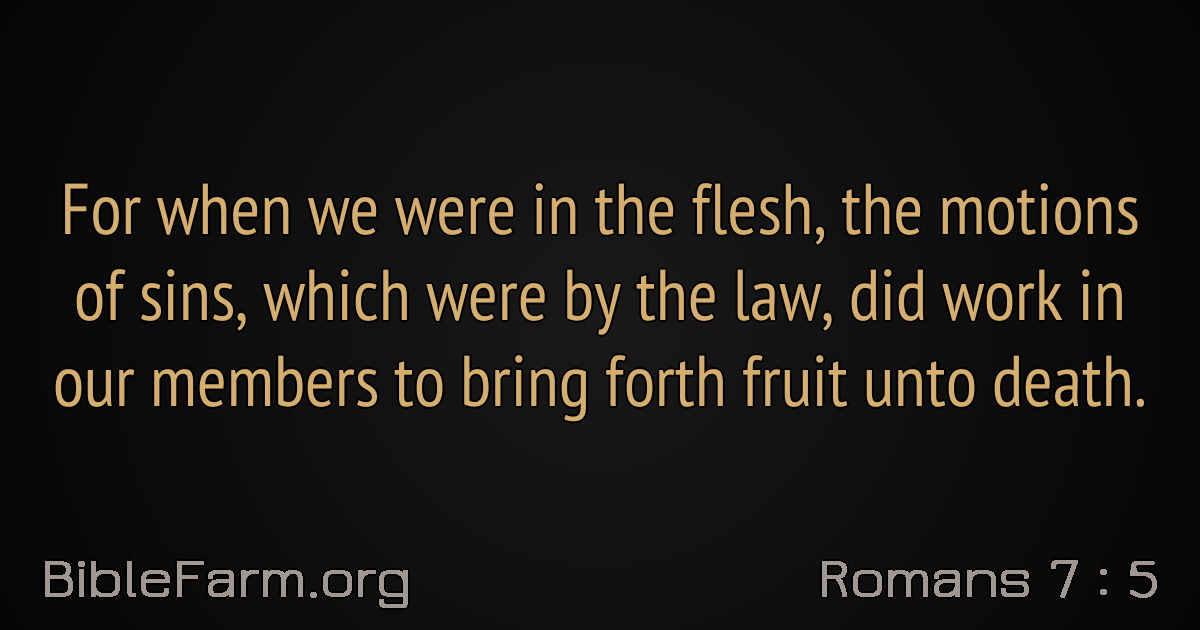 For when we were in the flesh, the motions
of sins, which were by the law, did work in
our members to bring forth fruit unto death.
BibleFarm.org
Romans 7 : 5